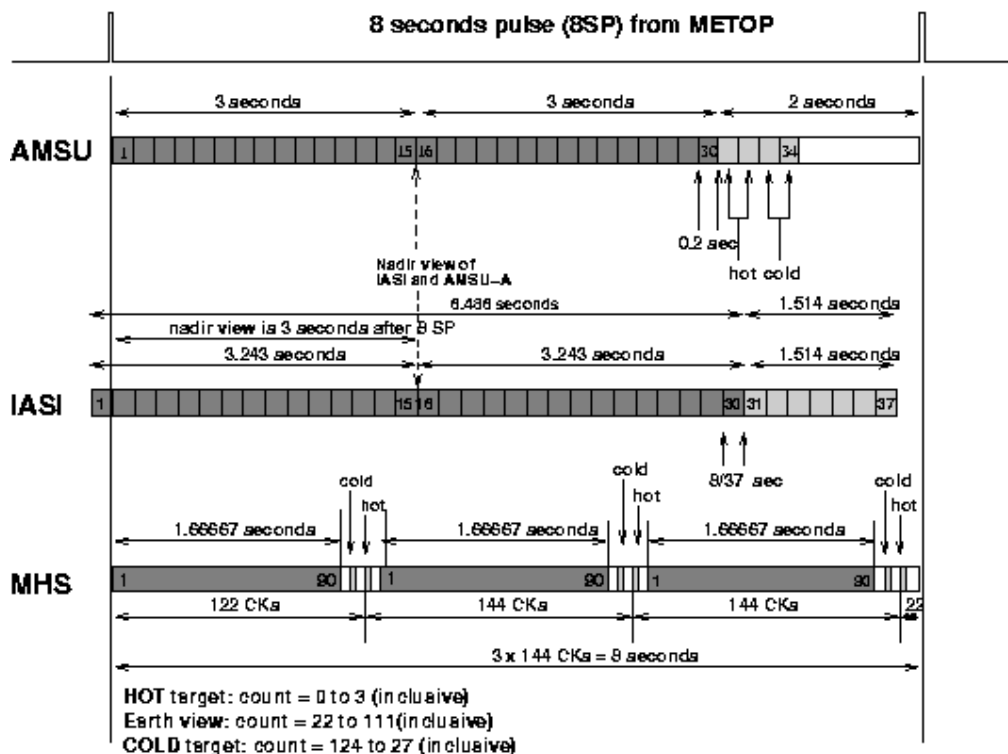 8 seconds pulse (8SP) from METOP
3 seconds 3 seconds 2 seconds
AMSU 1 15 16 30 34
0.2 sec
hot cold
Nadir view of
IASI and AMSU–A
6.486 seconds 1.514 seconds
nadir view is 3 seconds after 8 SP
3.243 seconds 3.243 seconds 1.514 seconds
IASI 1 15 16 30 31 37
8/37 sec
cold cold cold
hot hot hot
1.66667 seconds 1.66667 seconds 1.66667 seconds
MHS 1 90 1 90 1 90
122 CKs 144 CKs 144 CKs 22
3 x 144 CKs = 8 seconds
HOT target: count = 0 to 3 (inclusive)
Earth view: count = 22 to 111(inclusive)
COLD target: count = 124 to 27 (inclusive)